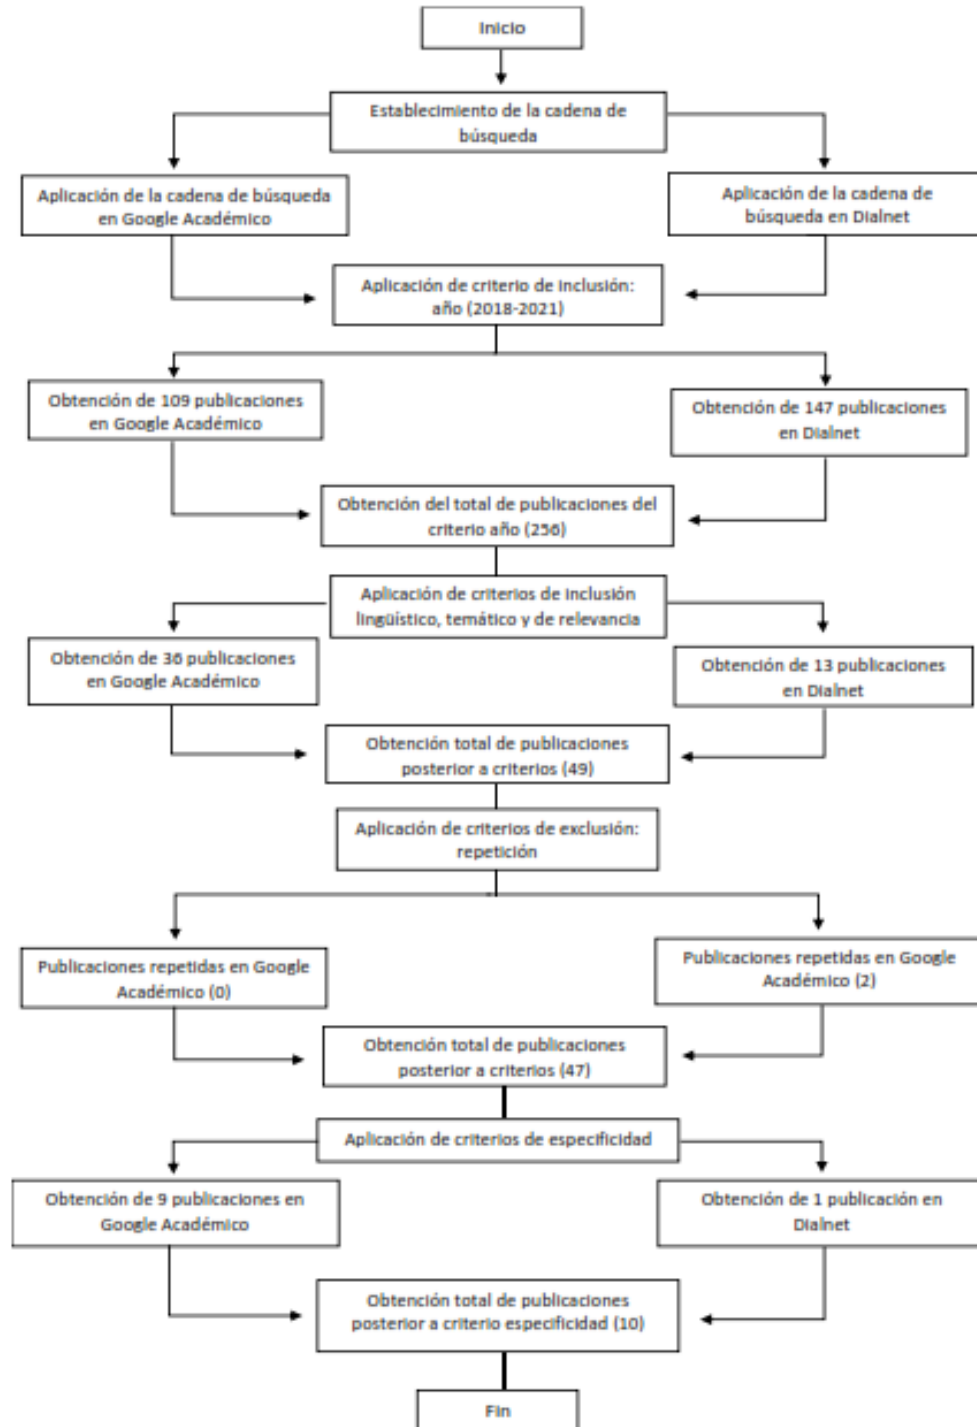 Inicio
Establecimiento de la cadena de
búsqueda
Aplicación de la cadena de búsqueda
en Google Académico
Aplicación de la cadena de
búsqueda en Dialnet
Aplicación de criterio de inclusión:
año (2018-2021)
Obtención de 109 publicaciones
en Google Académico
Obtención de 147 publicaciones
en Dialnet
Obtención del total de publicaciones del
criterio año (256)
Aplicación de criterios de inclusión
lingüístico, temático y de relevancia
Obtención de 36 publicaciones
en Google Académico
Obtención de 13 publicaciones
en Dialnet
Obtención total de publicaciones
posterior a criterios (49)
Aplicación de criterios de exclusión:
repetición
Publicaciones repetidas en Google
Académico (0)
Publicaciones repetidas en Google
Académico (2)
Obtención total de publicaciones
posterior a criterios (47)
Aplicación de criterios de especificidad
Obtención de 9 publicaciones en
Google Académico
Obtención de 1 publicación en
Dialnet
Obtención total de publicaciones
posterior a criterio especificidad (10)
Fin